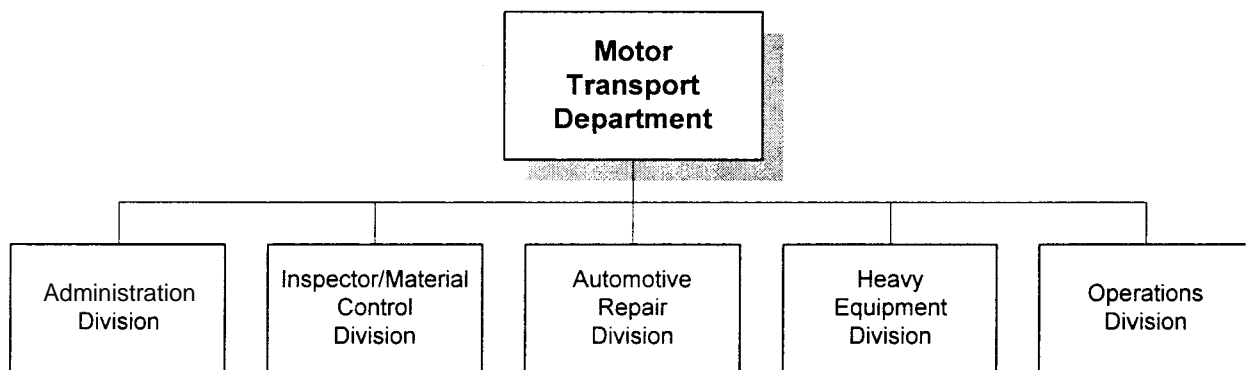 Motor
Transport
Department
Administration
Division
Inspector/Material
Control
Division
Automotive
Repair
Division
Heavy
Equipment
Division
Operations
Division